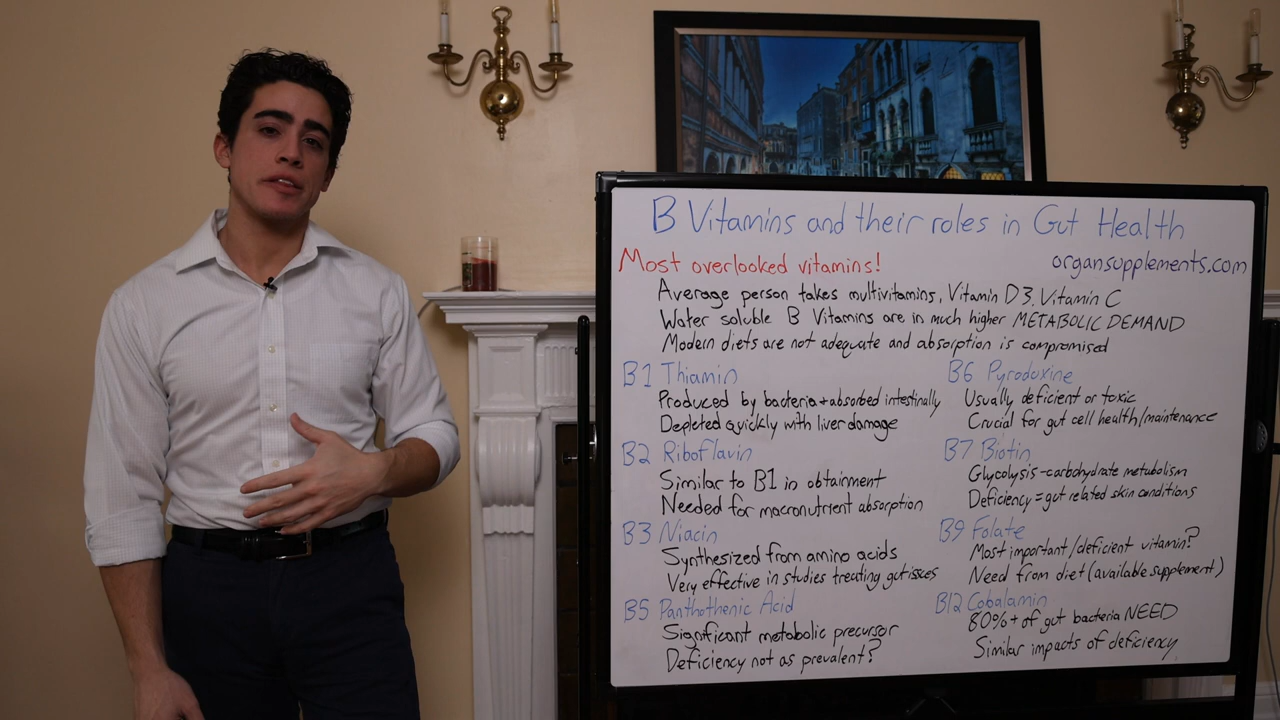 B Vitamins and their roles in Gut Health
Most overlooked vitamins!
organsupplements.com
Average person takes multivitamins, Vitamin D3, Vitamin C
Water soluble B Vitamins are in much higher METABOLIC DEMAND
Modern diets are not adequate and absorption is compromised
B1 Thiamin
Produced by bacteria + absorbed intestinally
Depleted quickly with liver damage
B2 Riboflavin
Similar to B1 in obtainment
Needed for macronutrient absorption
B3 Niacin
Synthesized from amino acids
Very effective in studies treating gut isses
B5 Panthothenic Acid
Significant metabolic precursor
Deficiency not as prevalent?
B6 Pyrodoxine
Usually deficient or toxic
Crucial for gut cell health/maintenance
B7 Biotin
Glycolysis - carbohydrate metabolism
Deficiency = gut related skin conditions
B9 Folate
Most important/deficient vitamin?
Need from diet (available supplement)
B12 Cobalamin
80%+ of gut bacteria NEED
Similar impacts of deficiency